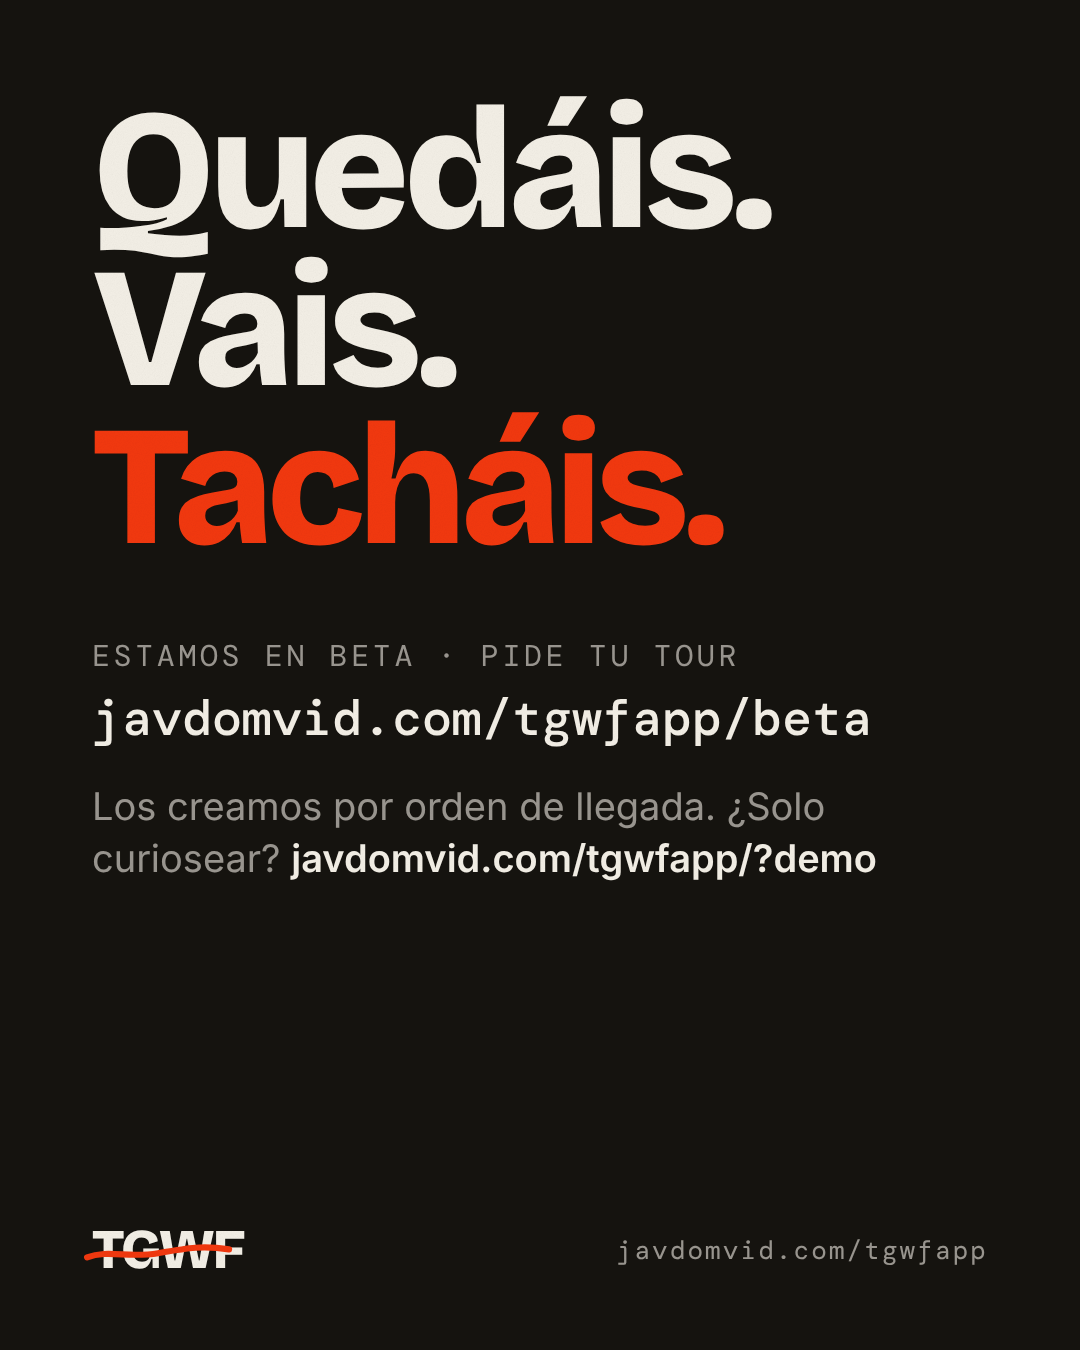 Quedáis.
Vais.
Tacháis.
ESTAMOS EN BETA · PIDE TU TOUR
javdomvid.com/tgwfapp/beta
Los creamos por orden de llegada. ¿Solo
curiosear? javdomvid.com/tgwfapp/?demo
TGWF
javdomvid.com/tgwfapp